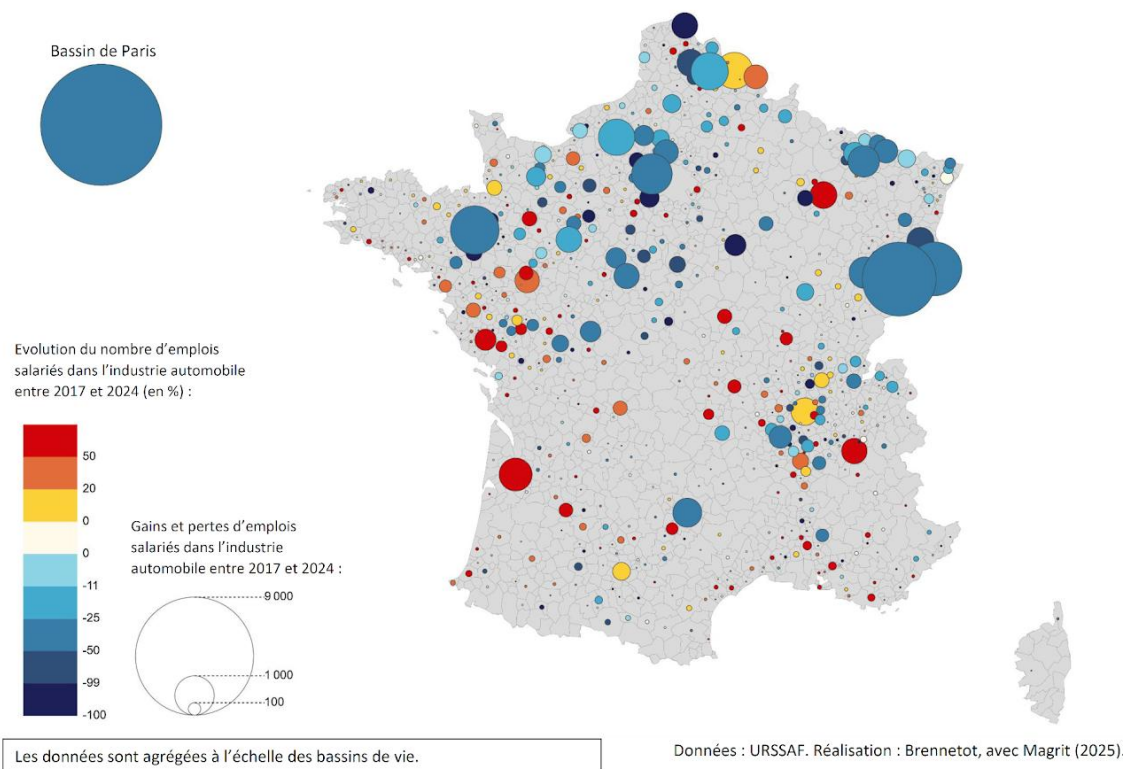 Bassin de Paris
Evolution du nombre d’emplois
salariés dans l’industrie automobile
entre 2017 et 2024 (en %) :
50
20
0
0
-11
-25
-50
-99
-100
Gains et pertes d’emplois
salariés dans l’industrie
automobile entre 2017 et 2024 :
9 000
1 000
100
Les données sont agrégées à l’échelle des bassins de vie.
Données : URSSAF. Réalisation : Brennetot, avec Magrit (2025).